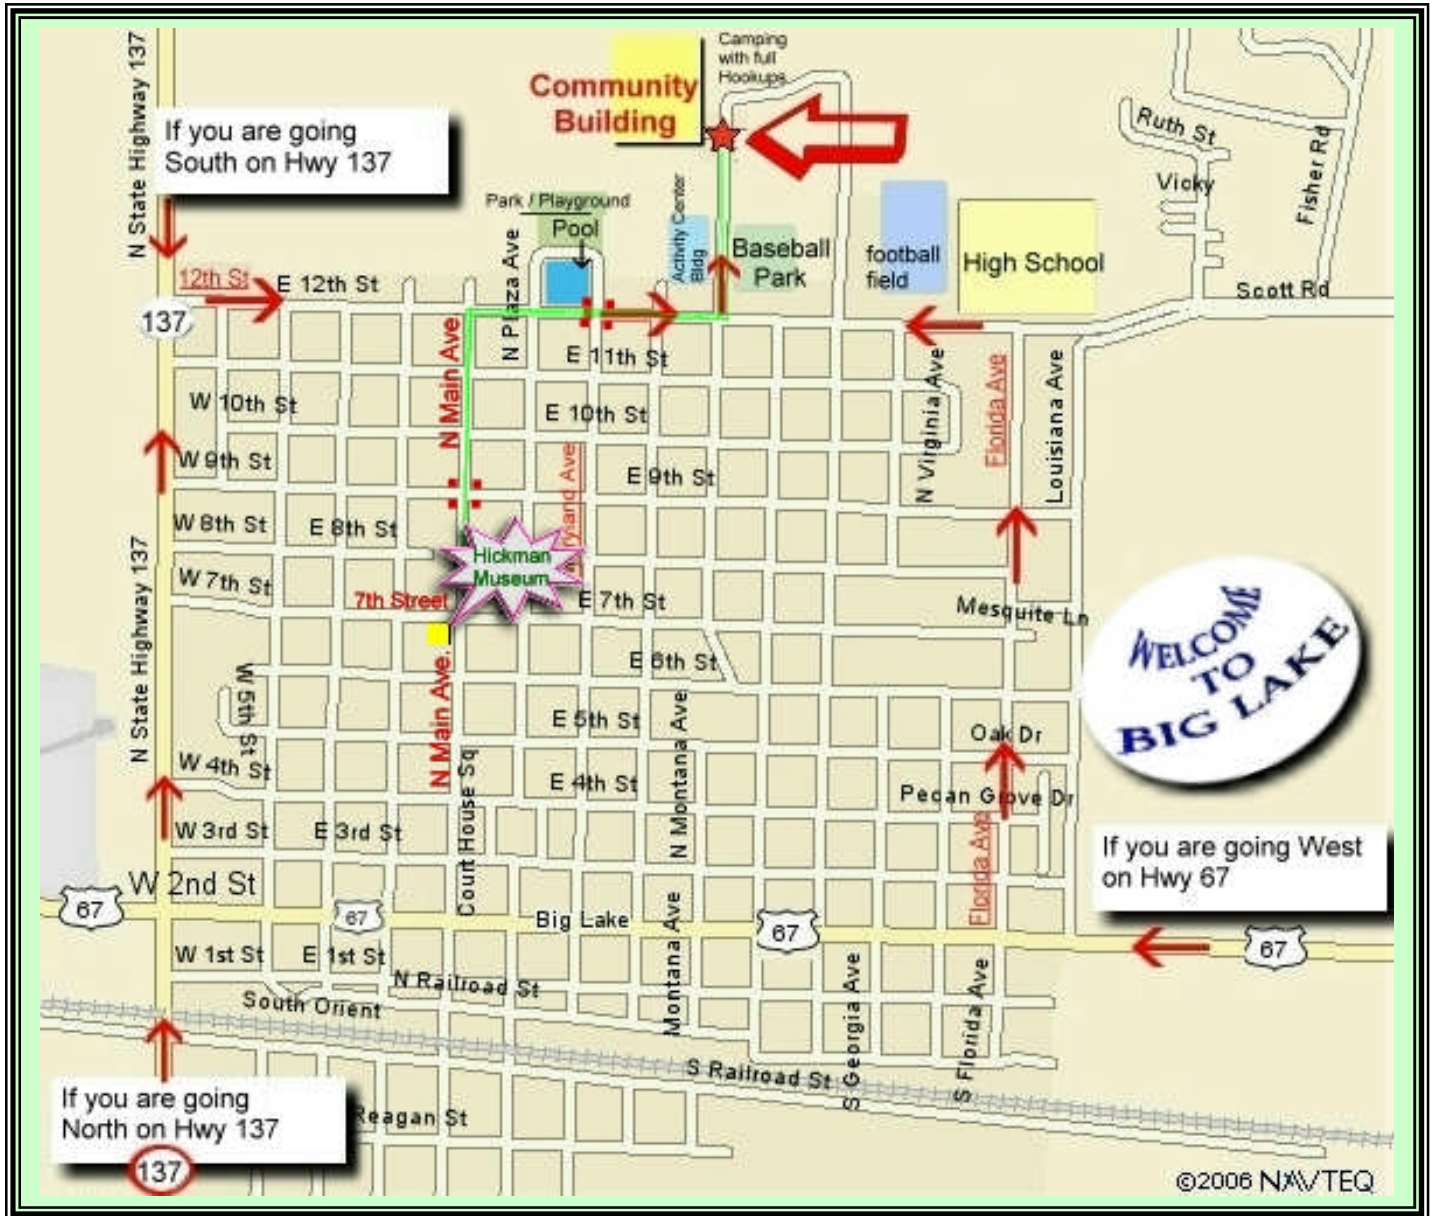 Camping
with full
Hookups
Community
Building
N State Highway 137
If you are going
South on Hwy 137
Ruth St
Fisher Rd
Vicky
Park / Playground
Pool
Activity Center
Bldg
Baseball
Park
football
field
High School
Scott Rd
12th St
E 12th St
137
N Plaza Ave
N Main Ave
E 11th St
W 10th St
E 10th St
N Virginia Ave
Florida Ave
Louisiana Ave
W 9th St
E 9th St
W 8th St
E 8th St
ryland Ave
Hickman
Museum
N State Highway 137
W 7th St
7th Street
E 7th St
Mesquite Ln
WELCOME
TO
BIG LAKE
E 6th St
W 5th St
N Main Ave.
E 5th St
N Montana Ave
Oak Dr
W 4th St
Court House Sq
E 4th St
Pecan Grove Dr
W 3rd St
E 3rd St
Florida Ave
If you are going West
on Hwy 67
W 2nd St
67
67
Big Lake
67
67
W 1st St
E 1st St
Montana Ave
N Railroad St
South Orient
S Georgia Ave
S Florida Ave
S Railroad St
If you are going
North on Hwy 137
137
Reagan St
©2006 NAVTEQ